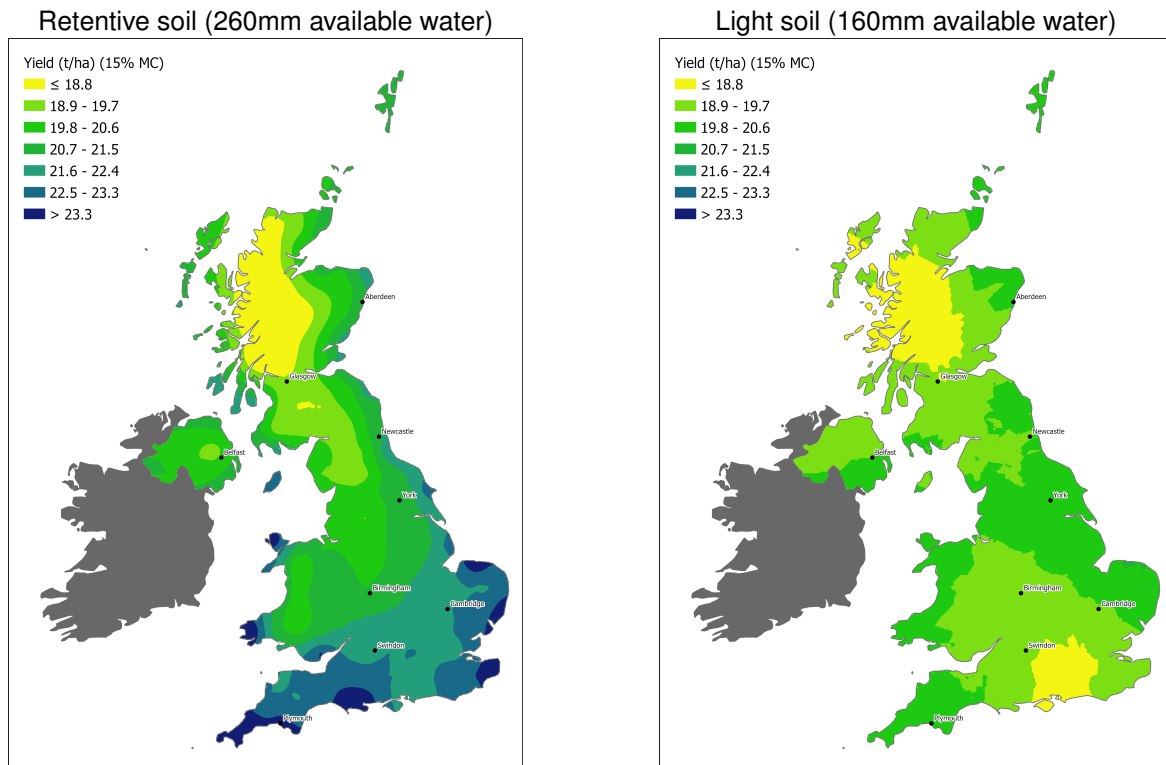 Retentive soil (260mm available water)
Yield (t/ha) (15% MC)
≤ 18.8
18.9 - 19.7
19.8 - 20.6
20.7 - 21.5
21.6 - 22.4
22.5 - 23.3
> 23.3
Aberdeen
Glasgow
Newcastle
Belfast
York
Birmingham
Cambridge
Swindon
Plymouth
Light soil (160mm available water)
Yield (t/ha) (15% MC)
≤ 18.8
18.9 - 19.7
19.8 - 20.6
20.7 - 21.5
21.6 - 22.4
22.5 - 23.3
> 23.3
Aberdeen
Glasgow
Newcastle
Belfast
York
Birmingham
Cambridge
Swindon
Plymouth